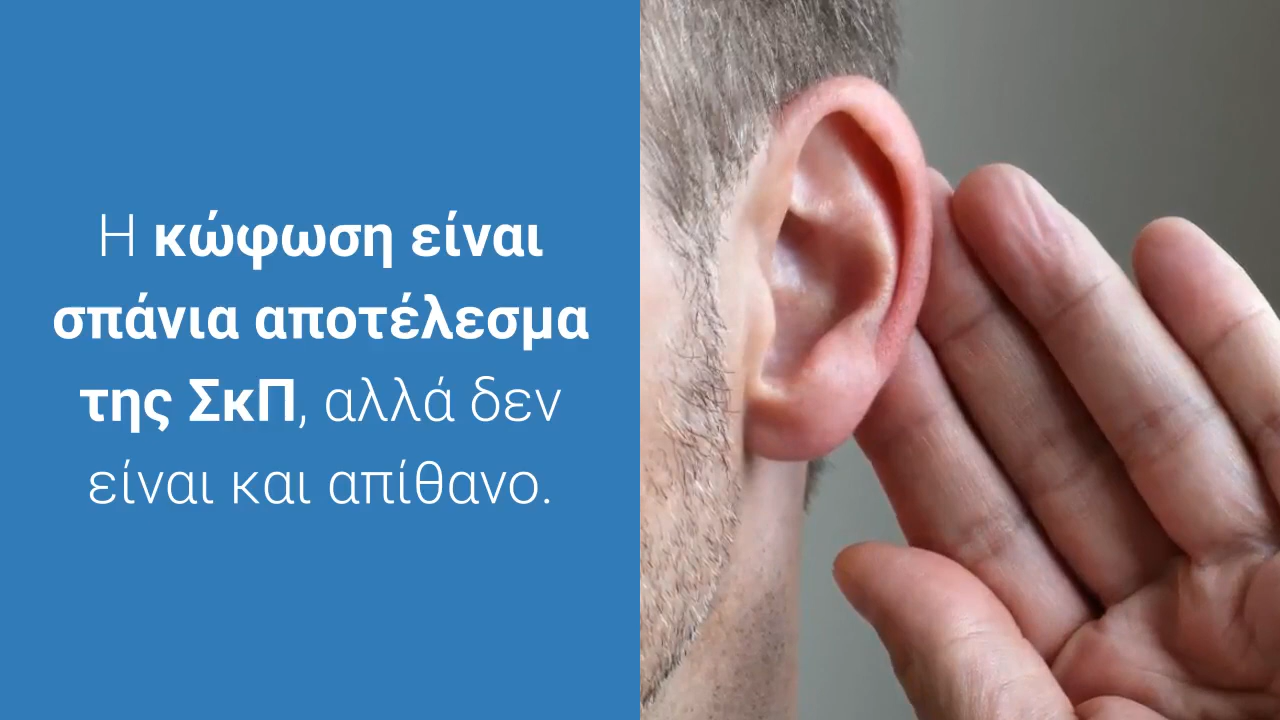 Η κώφωση είναι
σπάνια αποτέλεσμα
της ΣκΠ, αλλά δεν
είναι και απίθανο.